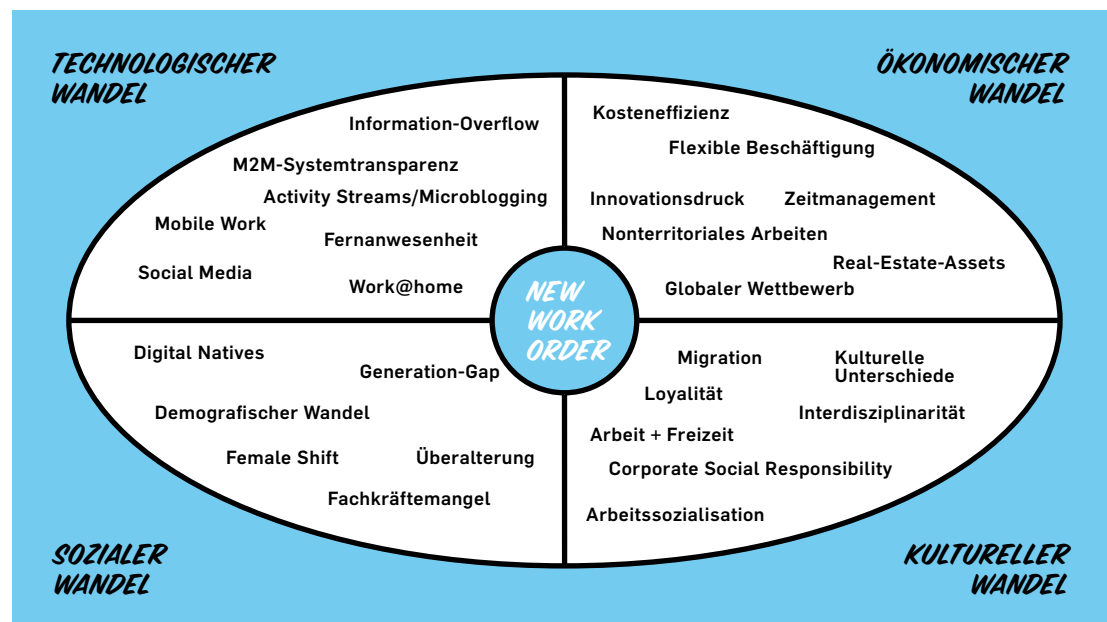 TECHNOLOGISCHER
WANDEL
Information-Overflow
M2M-Systemtransparenz
Activity Streams/Microblogging
Mobile Work
Fernanwesenheit
Social Media
Work@home
ÖKONOMISCHER
WANDEL
Kosteneffizienz
Flexible Beschäftigung
Innovationsdruck
Zeitmanagement
Nonterritoriales Arbeiten
Real-Estate-Assets
Globaler Wettbewerb
NEW
WORK
ORDER
Digital Natives
Generation-Gap
Demografischer Wandel
Female Shift
Überalterung
Fachkräftemangel
SOZIALER
WANDEL
Migration
Kulturelle
Unterschiede
Loyalität
Interdisziplinarität
Arbeit + Freizeit
Corporate Social Responsibility
Arbeitssozialisation
KULTURELLER
WANDEL